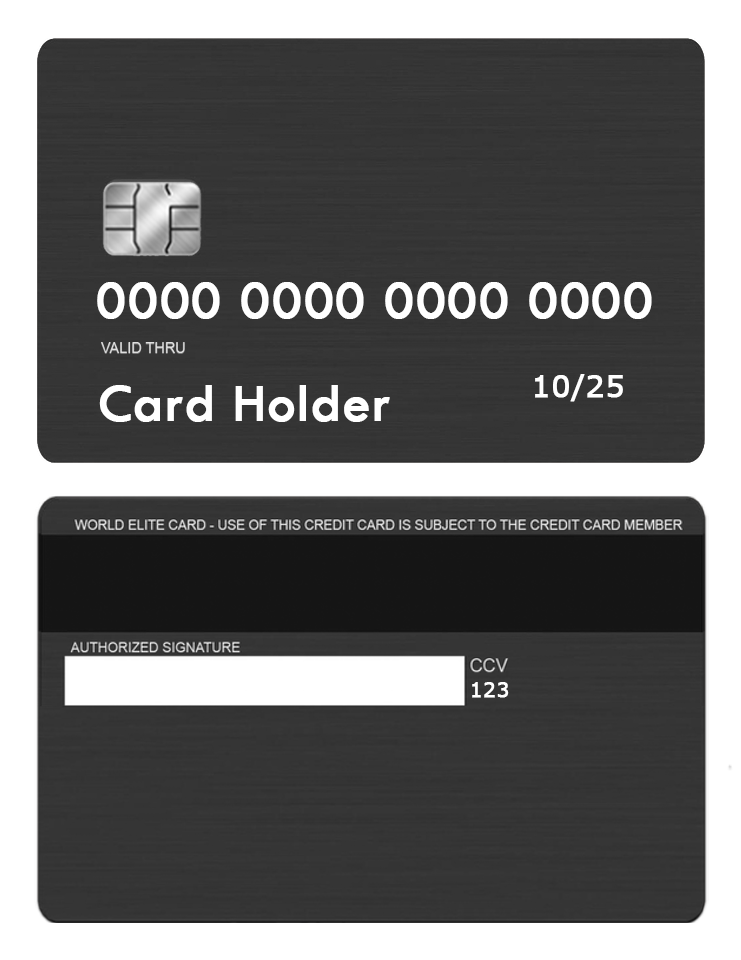 0000 0000 0000 0000
VALID THRU
10/25
Card Holder
WORLD ELITE CARD - USE OF THIS CREDIT CARD IS SUBJECT TO THE CREDIT CARD MEMBER
AUTHORIZED SIGNATURE
CCV
123